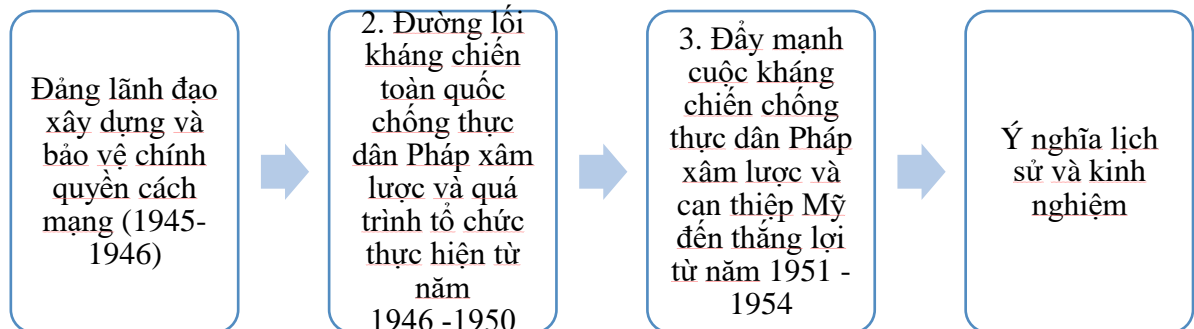 Đảng lãnh đạo
xây dựng và
bảo vệ chính
quyền cách
mạng (1945-
1946)
2. Đường lối
kháng chiến
toàn quốc
chống thực
dân Pháp xâm
lược và quá
trình tổ chức
thực hiện từ
năm
1946 -1950
3. Đẩy mạnh
cuộc kháng
chiến chống
thực dân Pháp
xâm lược và
can thiệp Mỹ
đến thắng lợi
từ năm 1951 -
1954
Ý nghĩa lịch
sử và kinh
nghiệm